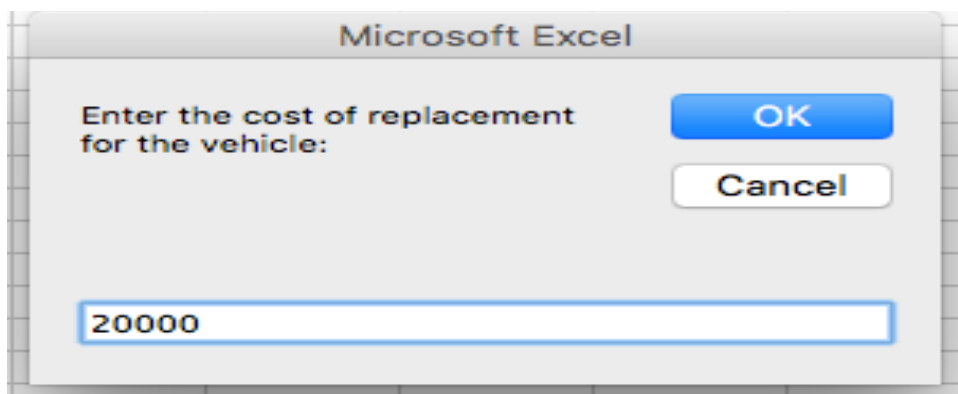 Microsoft Excel
Enter the cost of replacement
for the vehicle:
OK
Cancel
20000